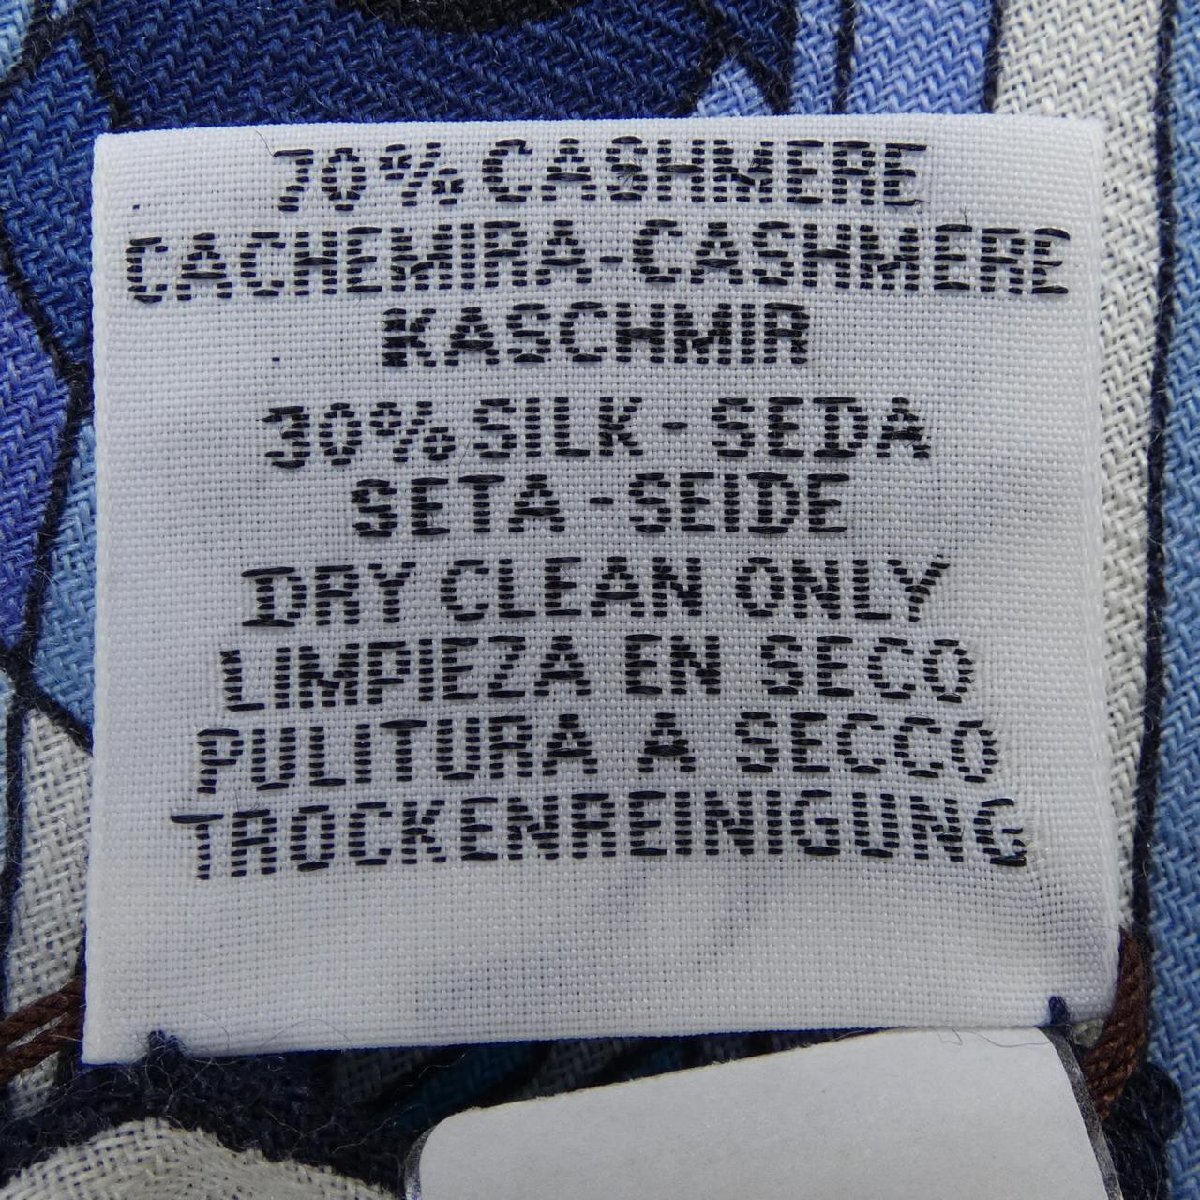 70% CASHMERE
CACHEMIRA-CASHMERE
KASCHMIR
30% SILK - SEDA
SETA - SEIDE
DRY CLEAN ONLY
LIMPIEZA EN SECO
PULITURA A SECCO
TROCKENREINIGUNG